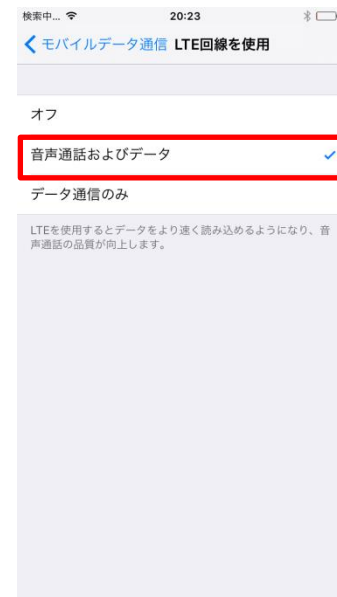 検索中... 20:23
モバイルデータ通信 LTE回線を使用
オフ
音声通話およびデータ
データ通信のみ
LTEを使用するとデータをより速く読み込めるようになり、音
声通話の品質が向上します。